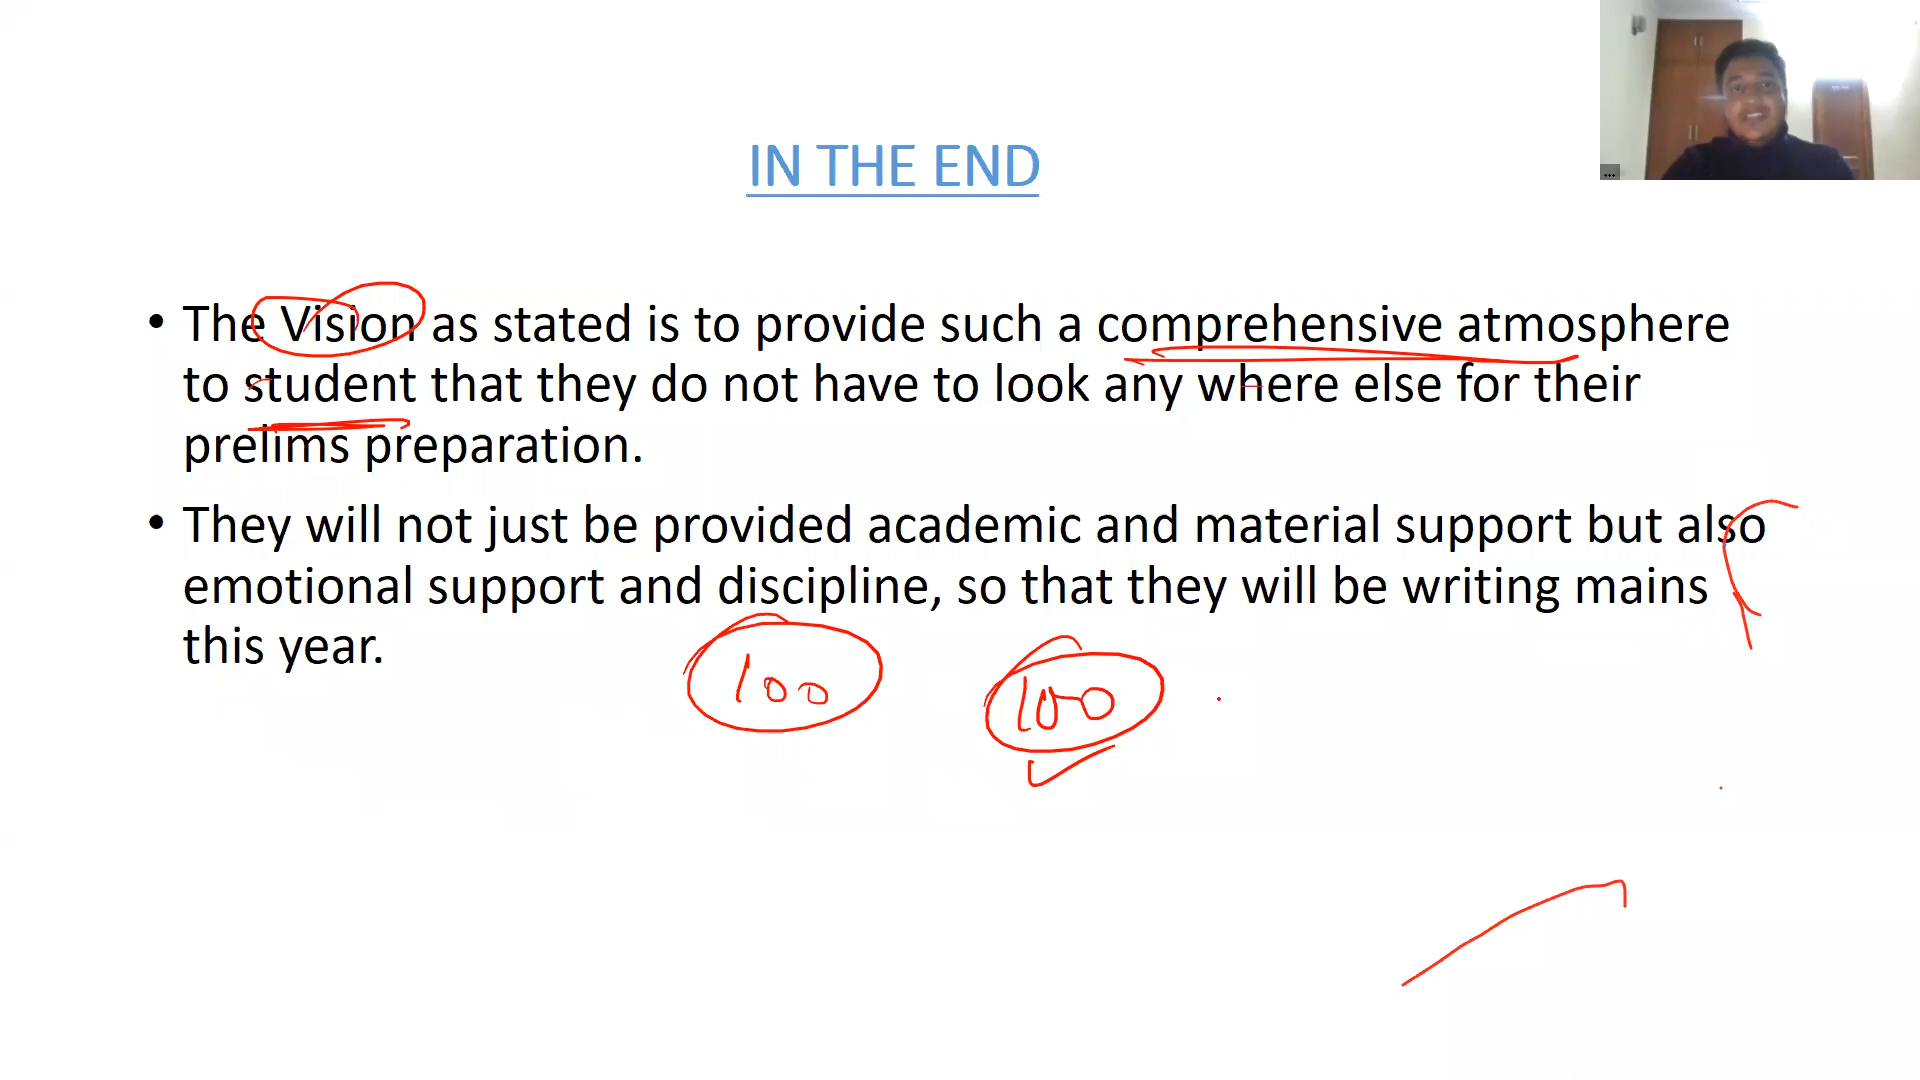 IN THE END
• The Vision as stated is to provide such a comprehensive atmosphere
to student that they do not have to look any where else for their
prelims preparation.
• They will not just be provided academic and material support but also
emotional support and discipline, so that they will be writing mains
this year.
100 100